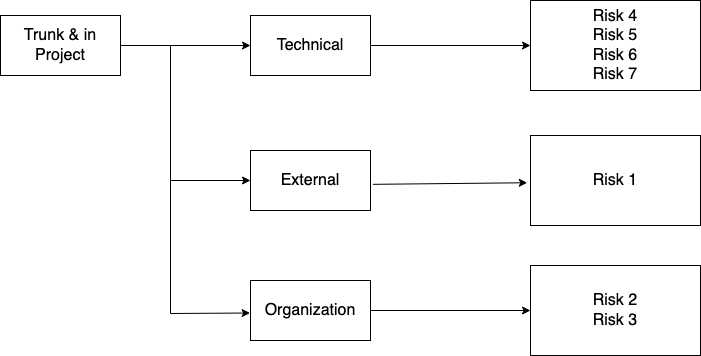 Trunk & in
Project
Technical
Risk 4
Risk 5
Risk 6
Risk 7
External
Risk 1
Organization
Risk 2
Risk 3